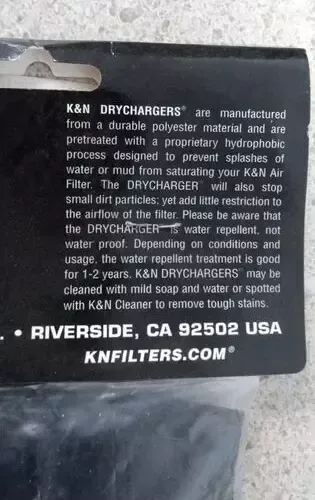 K&N DRYCHARGERS® are manufactured
from a durable polyester material and are
pretreated with a proprietary hydrophobic
process designed to prevent splashes of
water or mud from saturating your K&N Air
Filter. The DRYCHARGER™ will also stop
small dirt particles; yet add little restriction to
the airflow of the filter. Please be aware that
the DRYCHARGER™ is water repellent, not
water proof. Depending on conditions and
usage, the water repellent treatment is good
for 1-2 years. K&N DRYCHARGERS® may be
cleaned with mild soap and water or spotted
with K&N Cleaner to remove tough stains.
. • RIVERSIDE, CA 92502 USA
KNFILTERS.COM®